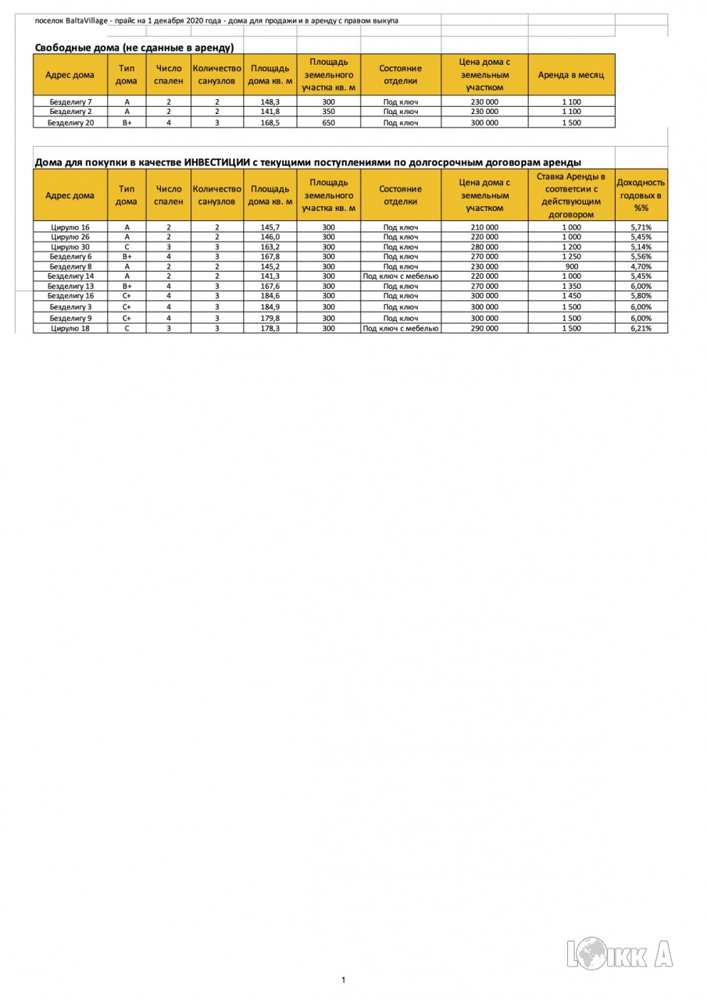 поселок BaltaVillage - прайс на 1 декабря 2020 года - дома для продажи и в аренду с правом выкупа
Свободные дома (не сданные в аренду)
Адрес дома Тип дома Число спален Количество санузлов Площадь дома кв. м Площадь земельного участка кв. м Состояние отделки Цена дома с земельным участком Аренда в месяц
Безделигу 7 А 2 2 148,3 300 Под ключ 230 000 1 100
Безделигу 2 А 2 2 141,8 350 Под ключ 230 000 1 100
Безделигу 20 В+ 4 3 168,5 650 Под ключ 300 000 1 500
Дома для покупки в качестве ИНВЕСТИЦИИ с текущими поступлениями по долгосрочным договорам аренды
Адрес дома Тип дома Число спален Количество санузлов Площадь дома кв. м Площадь земельного участка кв. м Состояние отделки Цена дома с земельным участком Ставка Аренды в соответсии с действующим договором Доходность годовых в %%
Цирулю 16 А 2 2 145,7 300 Под ключ 210 000 1 000 5,71%
Цирулю 26 А 2 2 146,0 300 Под ключ 220 000 1 000 5,45%
Цирулю 30 С 3 3 163,2 300 Под ключ 280 000 1 200 5,14%
Безделигу 6 В+ 4 3 167,8 300 Под ключ 270 000 1 250 5,56%
Безделигу 8 А 2 2 145,2 300 Под ключ 230 000 900 4,70%
Безделигу 14 А 2 2 141,3 300 Под ключ с мебелью 220 000 1 000 5,45%
Безделигу 13 В+ 4 3 167,6 300 Под ключ 270 000 1 350 6,00%
Безделигу 16 С+ 4 3 184,6 300 Под ключ 300 000 1 450 5,80%
Безделигу 3 С+ 4 3 184,9 300 Под ключ 300 000 1 500 6,00%
Безделигу 9 С+ 4 3 179,8 300 Под ключ 300 000 1 500 6,00%
Цирулю 18 С 3 3 178,3 300 Под ключ с мебелью 290 000 1 500 6,21%
LOIKK A
1